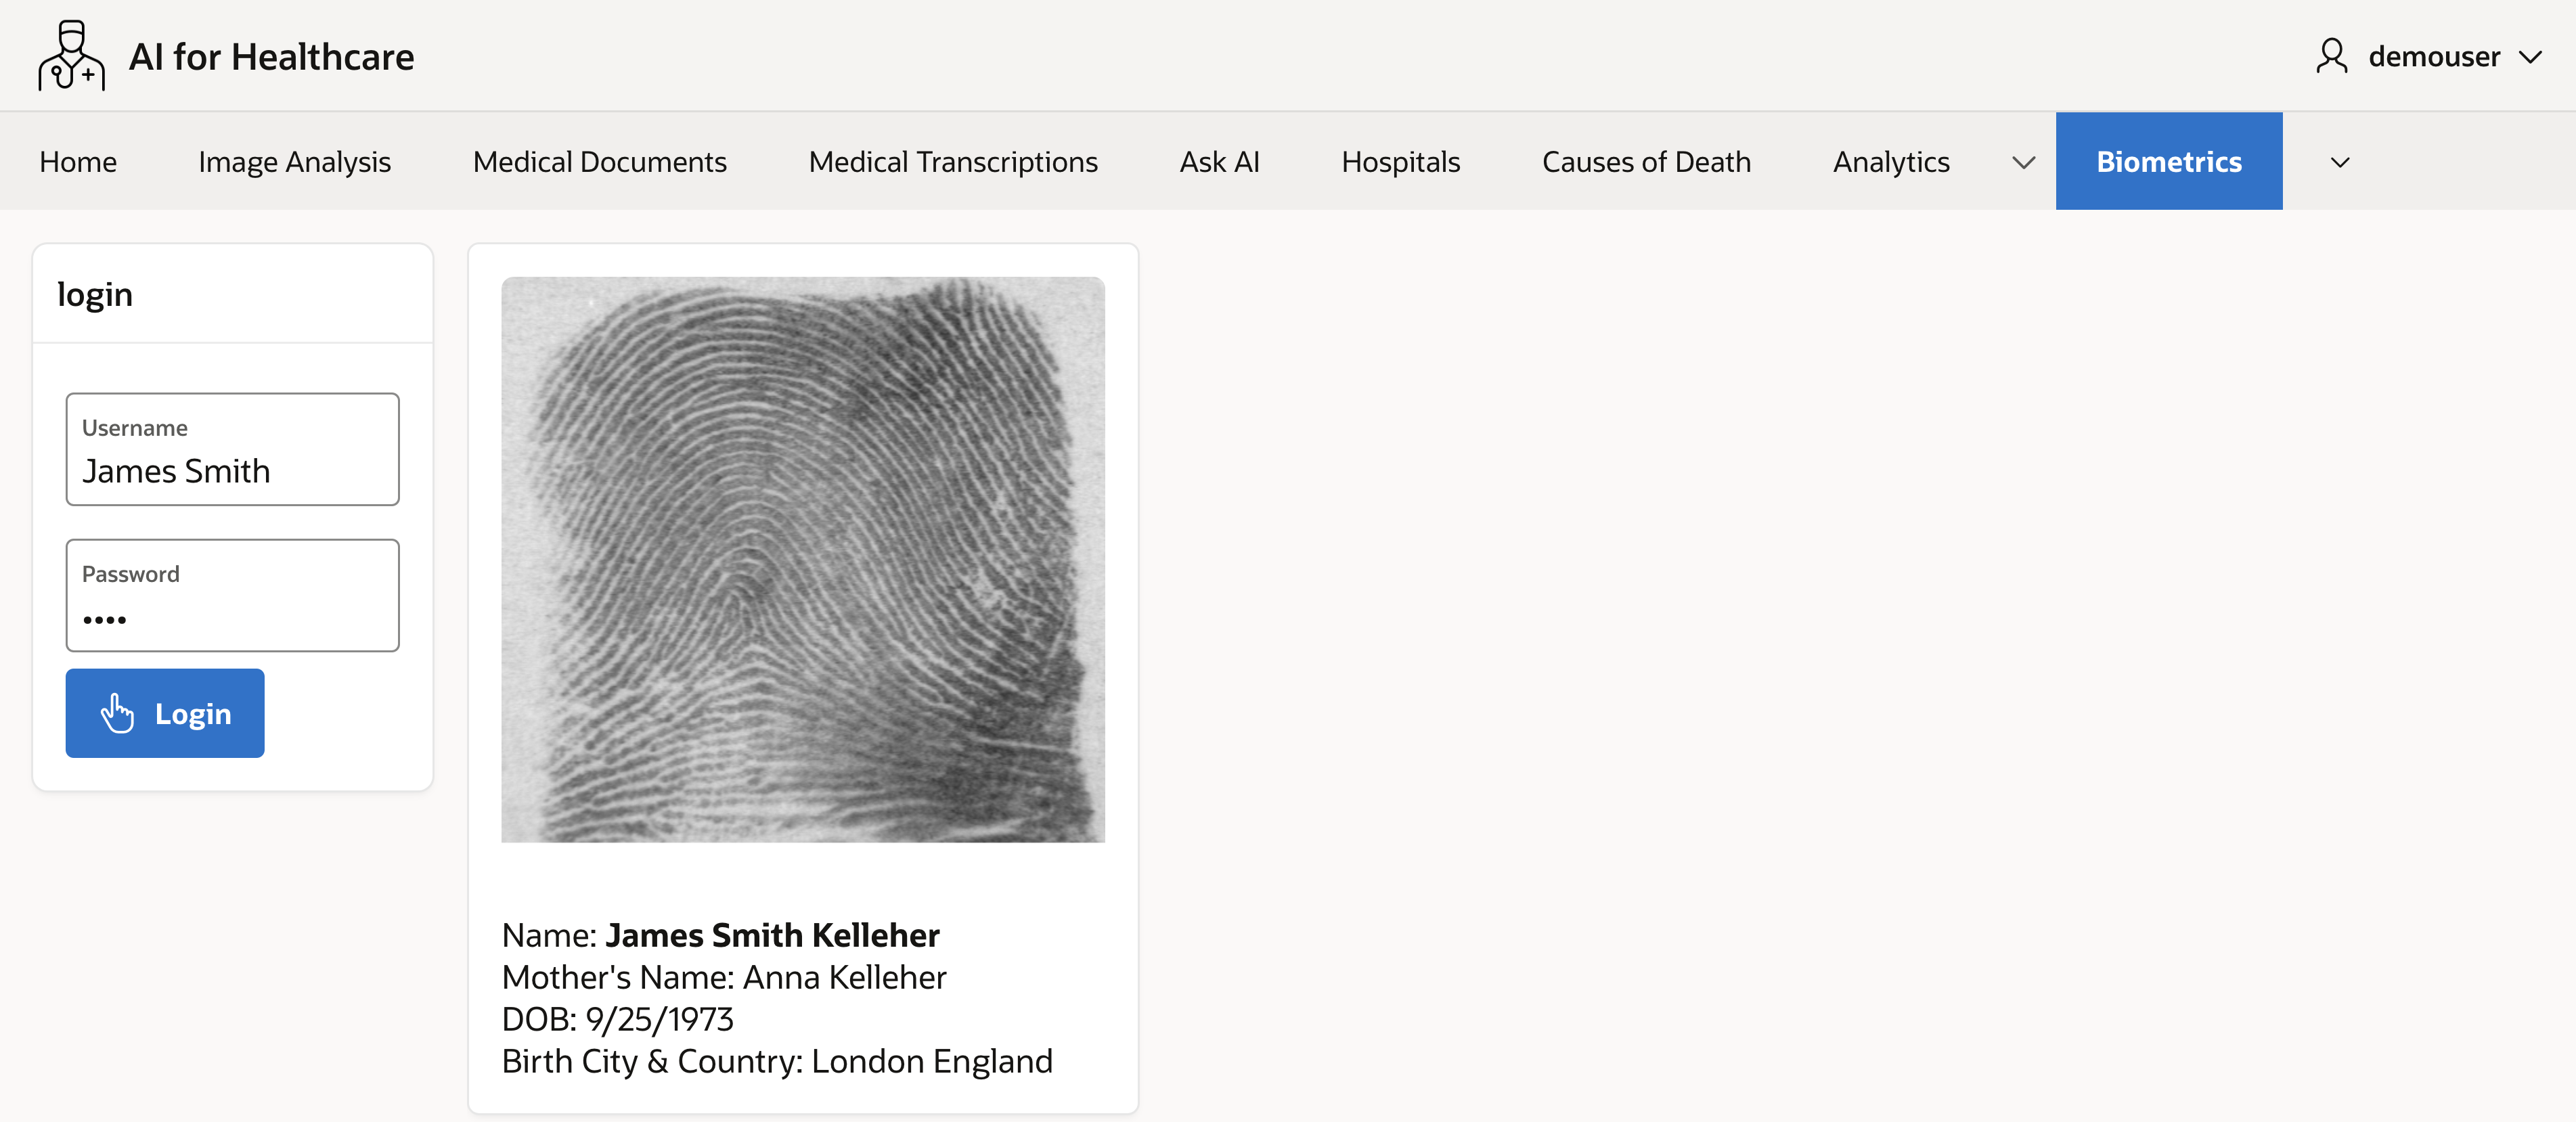 AI for Healthcare
demouser
Home Image Analysis Medical Documents Medical Transcriptions Ask AI Hospitals Causes of Death Analytics Biometrics
login
Username
James Smith
Password
••••
Login
Name: James Smith Kelleher
Mother's Name: Anna Kelleher
DOB: 9/25/1973
Birth City & Country: London England